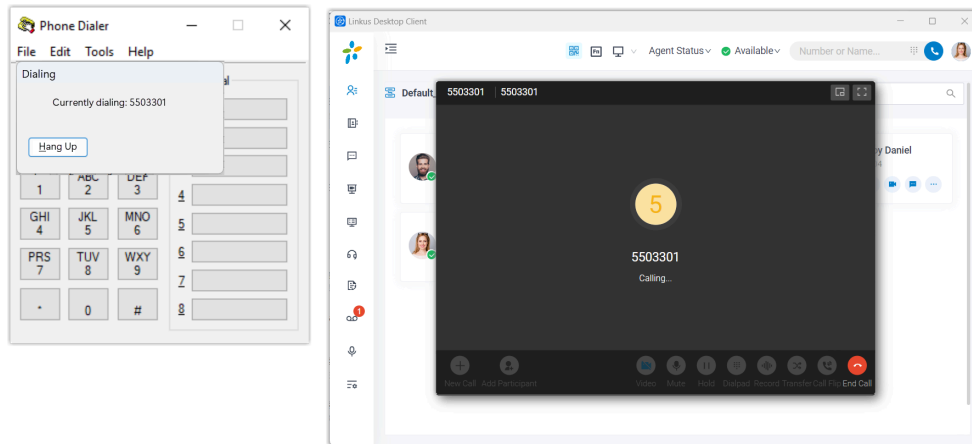 Phone Dialer
File Edit Tools Help
Dialing
Currently dialing: 5503301
Hang Up
1
ABC
2
DEF
3
4
GHI
4
JKL
5
MNO
6
5
PRS
7
TUV
8
WXY
9
6
7
*
0
#
8
Linkus Desktop Client
Agent Status
Available
Number or Name...
Default
5503301 | 5503301
Daniel
5
5503301
Calling...
1
New Call
Add Participant
Video
Mute
Hold
Dialpad
Record
Transfer
Call Flip
End Call